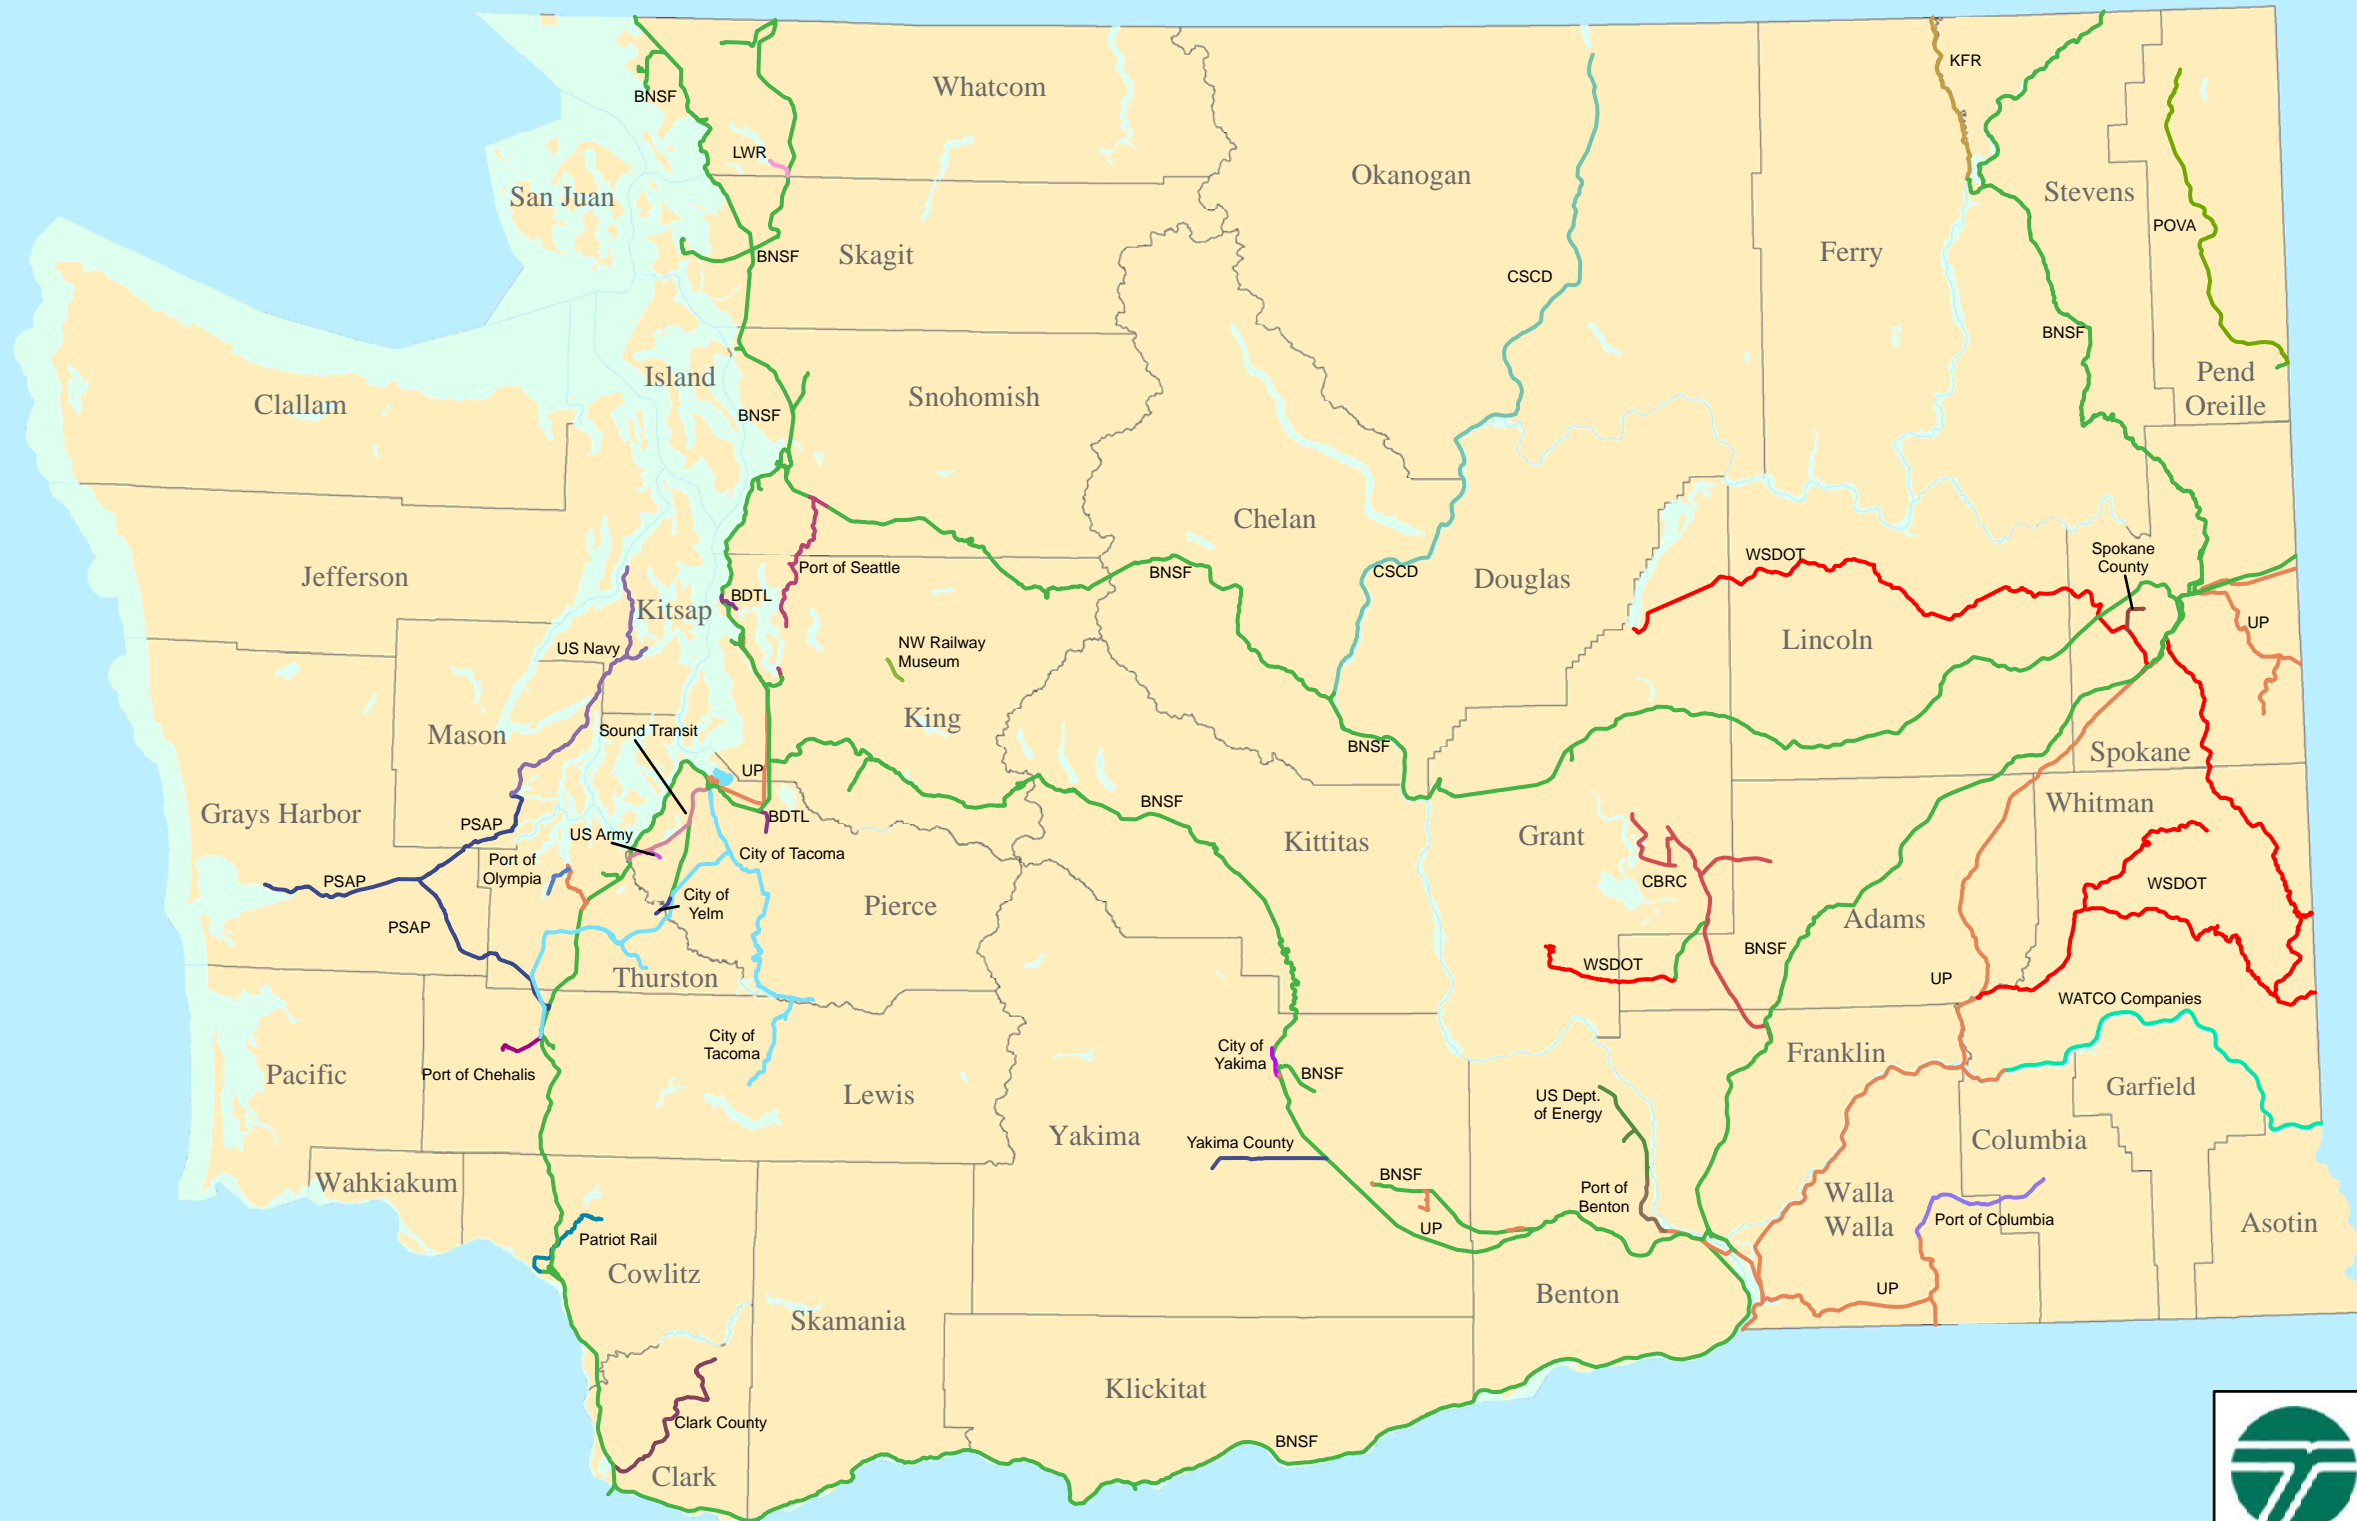 KFR
BNSF
Whatcom
LWR
Okanogan
San Juan
Stevens
POVA
Skagit
BNSF
Ferry
CSCD
BNSF
Island
Pend
Oreille
Clallam
Snohomish
BNSF
Chelan
Port of Seattle
BNSF
CSCD
Douglas
WSDOT
Spokane
County
Jefferson
BDTL
Kitsap
US Navy
NW Railway
Museum
Lincoln
UP
King
Mason
Sound Transit
BNSF
Spokane
UP
BNSF
Whitman
Grays Harbor
PSAP
US Army
BDTL
Kittitas
Grant
City of Tacoma
Port of
Olympia
PSAP
CBRC
WSDOT
City of
Yelm
Pierce
Adams
PSAP
BNSF
WSDOT
Thurston
UP
WATCO Companies
City of
Tacoma
City of
Yakima
BNSF
Franklin
Pacific
Port of Chehalis
Garfield
Lewis
US Dept.
of Energy
Yakima
Yakima County
Columbia
BNSF
Wahkiakum
Port of
Benton
Walla
Walla
Port of Columbia
Asotin
UP
Patriot Rail
Cowlitz
Benton
UP
Skamania
Klickitat
Clark County
BNSF
Clark